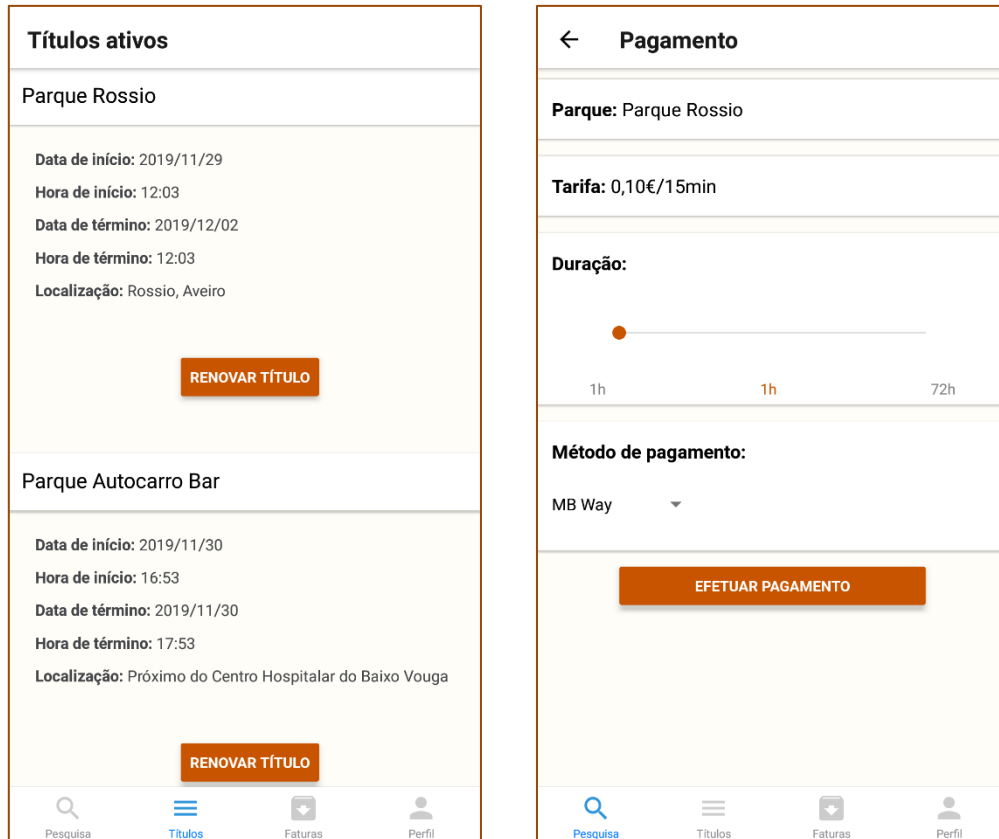 Títulos ativos
Parque Rossio
Data de início: 2019/11/29
Hora de início: 12:03
Data de término: 2019/12/02
Hora de término: 12:03
Localização: Rossio, Aveiro
RENOVAR TÍTULO
Parque Autocarro Bar
Data de início: 2019/11/30
Hora de início: 16:53
Data de término: 2019/11/30
Hora de término: 17:53
Localização: Próximo do Centro Hospitalar do Baixo Vouga
RENOVAR TÍTULO
Pesquisa Títulos Faturas Perfil
Pagamento
Parque: Parque Rossio
Tarifa: 0,10€/15min
Duração:
1h 1h 72h
Método de pagamento:
MB Way
EFETUAR PAGAMENTO
Pesquisa Títulos Faturas Perfil